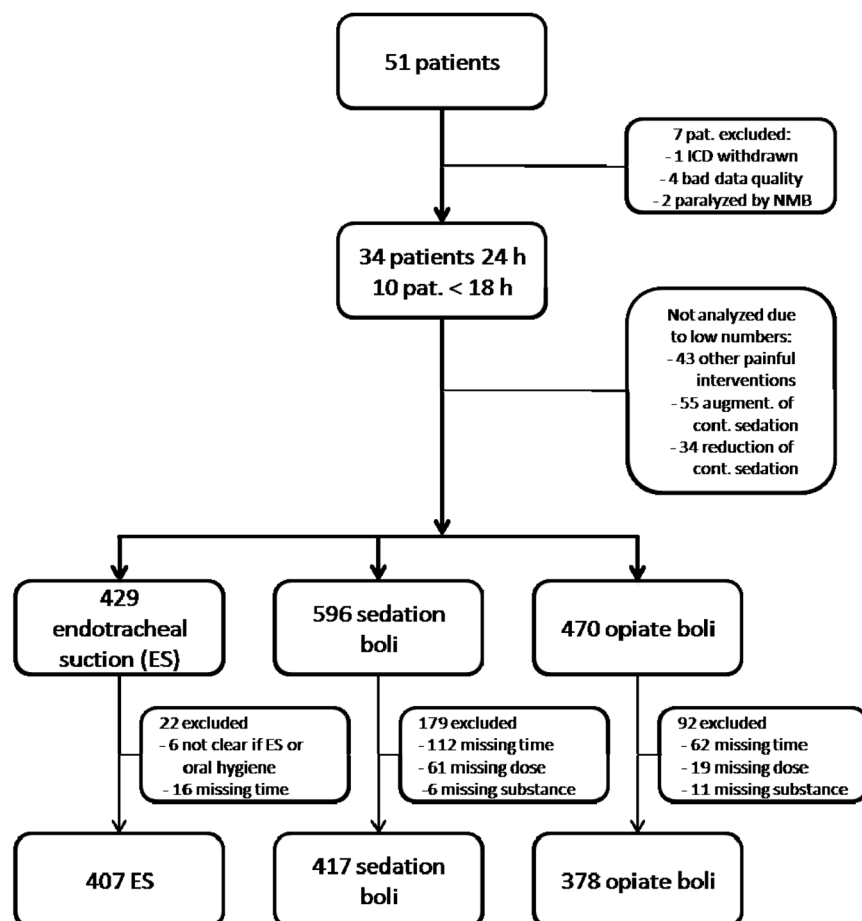 51 patients
7 pat. excluded:
- 1 ICD withdrawn
- 4 bad data quality
- 2 paralyzed by NMB
34 patients 24 h
10 pat. < 18 h
Not analyzed due
to low numbers:
- 43 other painful
interventions
- 55 augment. of
cont. sedation
- 34 reduction of
cont. sedation
429
endotracheal
suction (ES)
596 sedation
boli
470 opiate boli
22 excluded
- 6 not clear if ES or
oral hygiene
- 16 missing time
179 excluded
- 112 missing time
- 61 missing dose
-6 missing substance
92 excluded
- 62 missing time
- 19 missing dose
- 11 missing substance
407 ES
417 sedation
boli
378 opiate boli